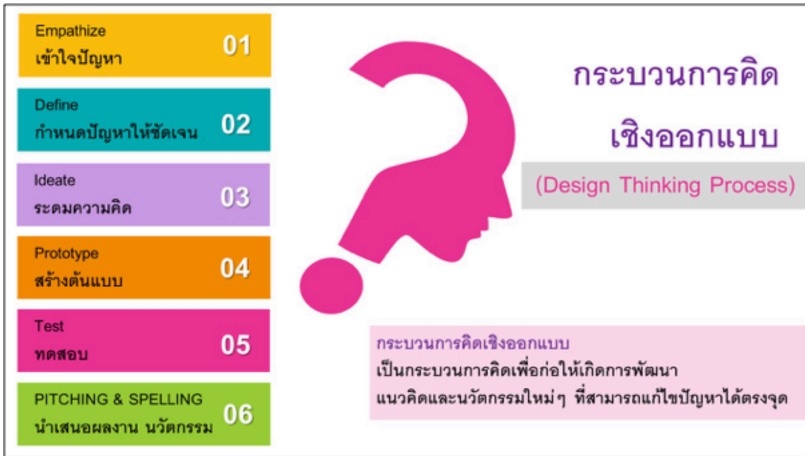 Empathize
เข้าใจปัญหา
01
Define
กำหนดปัญหาให้ชัดเจน
02
Ideate
ระดมความคิด
03
Prototype
สร้างต้นแบบ
04
Test
ทดสอบ
05
PITCHING & SPELLING
นำเสนอผลงาน นวัตกรรม
06
กระบวนการคิด
เชิงออกแบบ
(Design Thinking Process)
กระบวนการคิดเชิงออกแบบ
เป็นกระบวนการคิดเพื่อก่อให้เกิดการพัฒนา
แนวคิดและนวัตกรรมใหม่ๆ ที่สามารถแก้ไขปัญหาได้ตรงจุด